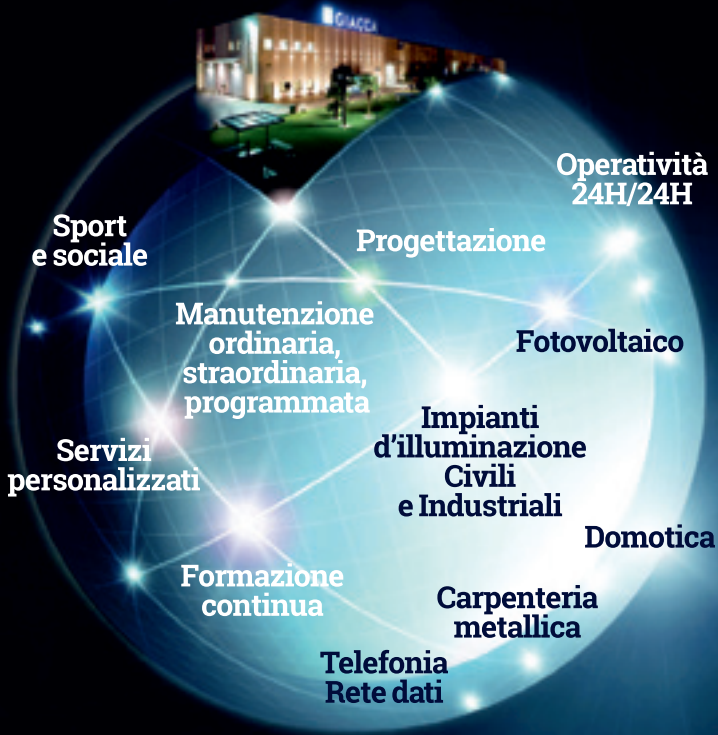 GIACCA
Operatività
24H/24H
Sport
e sociale
Progettazione
Manutenzione
ordinaria,
straordinaria,
programmata
Fotovoltaico
Impianti
d’illuminazione
Civili
e Industriali
Servizi
personalizzati
Domotica
Formazione
continua
Carpenteria
metallica
Telefonia
Rete dati